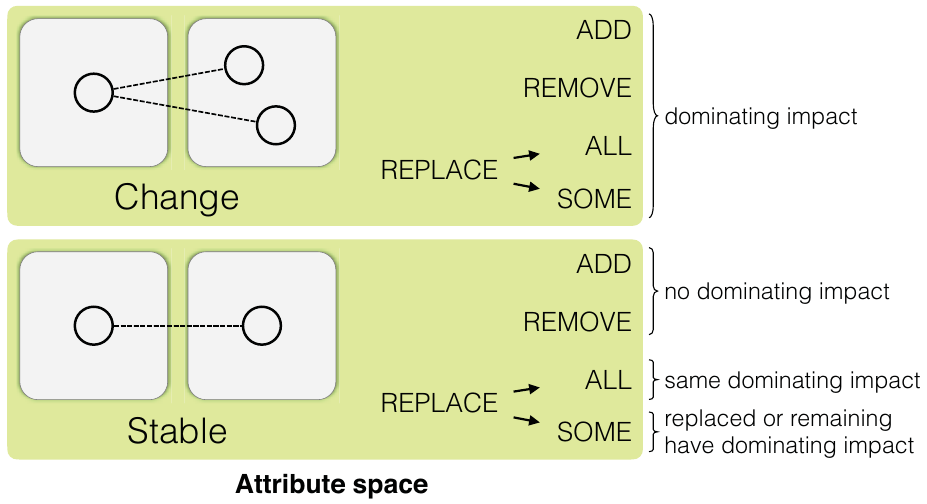 ADD
REMOVE
dominating impact
ALL
REPLACE
SOME
Change
ADD
no dominating impact
REMOVE
ALL
same dominating impact
REPLACE
SOME
replaced or remaining
have dominating impact
Stable
Attribute space